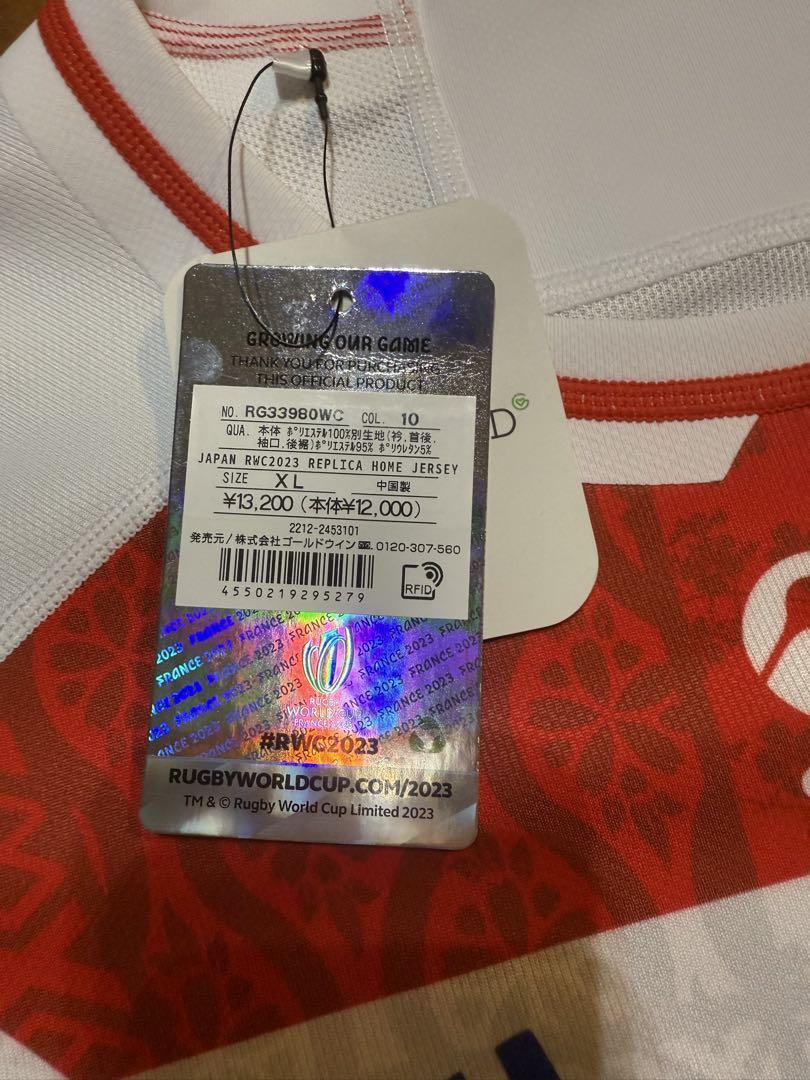 GROWING OUR GAME
THANK YOU FOR PURCHASING
THIS OFFICIAL PRODUCT
NO. RG33980WC COL. 10
QUA. 本体 ポリエステル100%別生地(衿,首後,
袖口,後裾)ポリエステル95% ポリウレタン5%
JAPAN RWC2023 REPLICA HOME JERSEY
SIZE XL 中国製
¥13,200 (本体¥12,000)
2212-2453101
発売元/株式会社ゴールドウイン 0120-307-560
4550219295279
RFID
D
FRANCE 2023 FRANCE 2023 FRANCE 2023
RUGBY
WORLD CUP
FRANCE 2023
#RWC2023
RUGBYWORLDCUP.COM/2023
TM & © Rugby World Cup Limited 2023